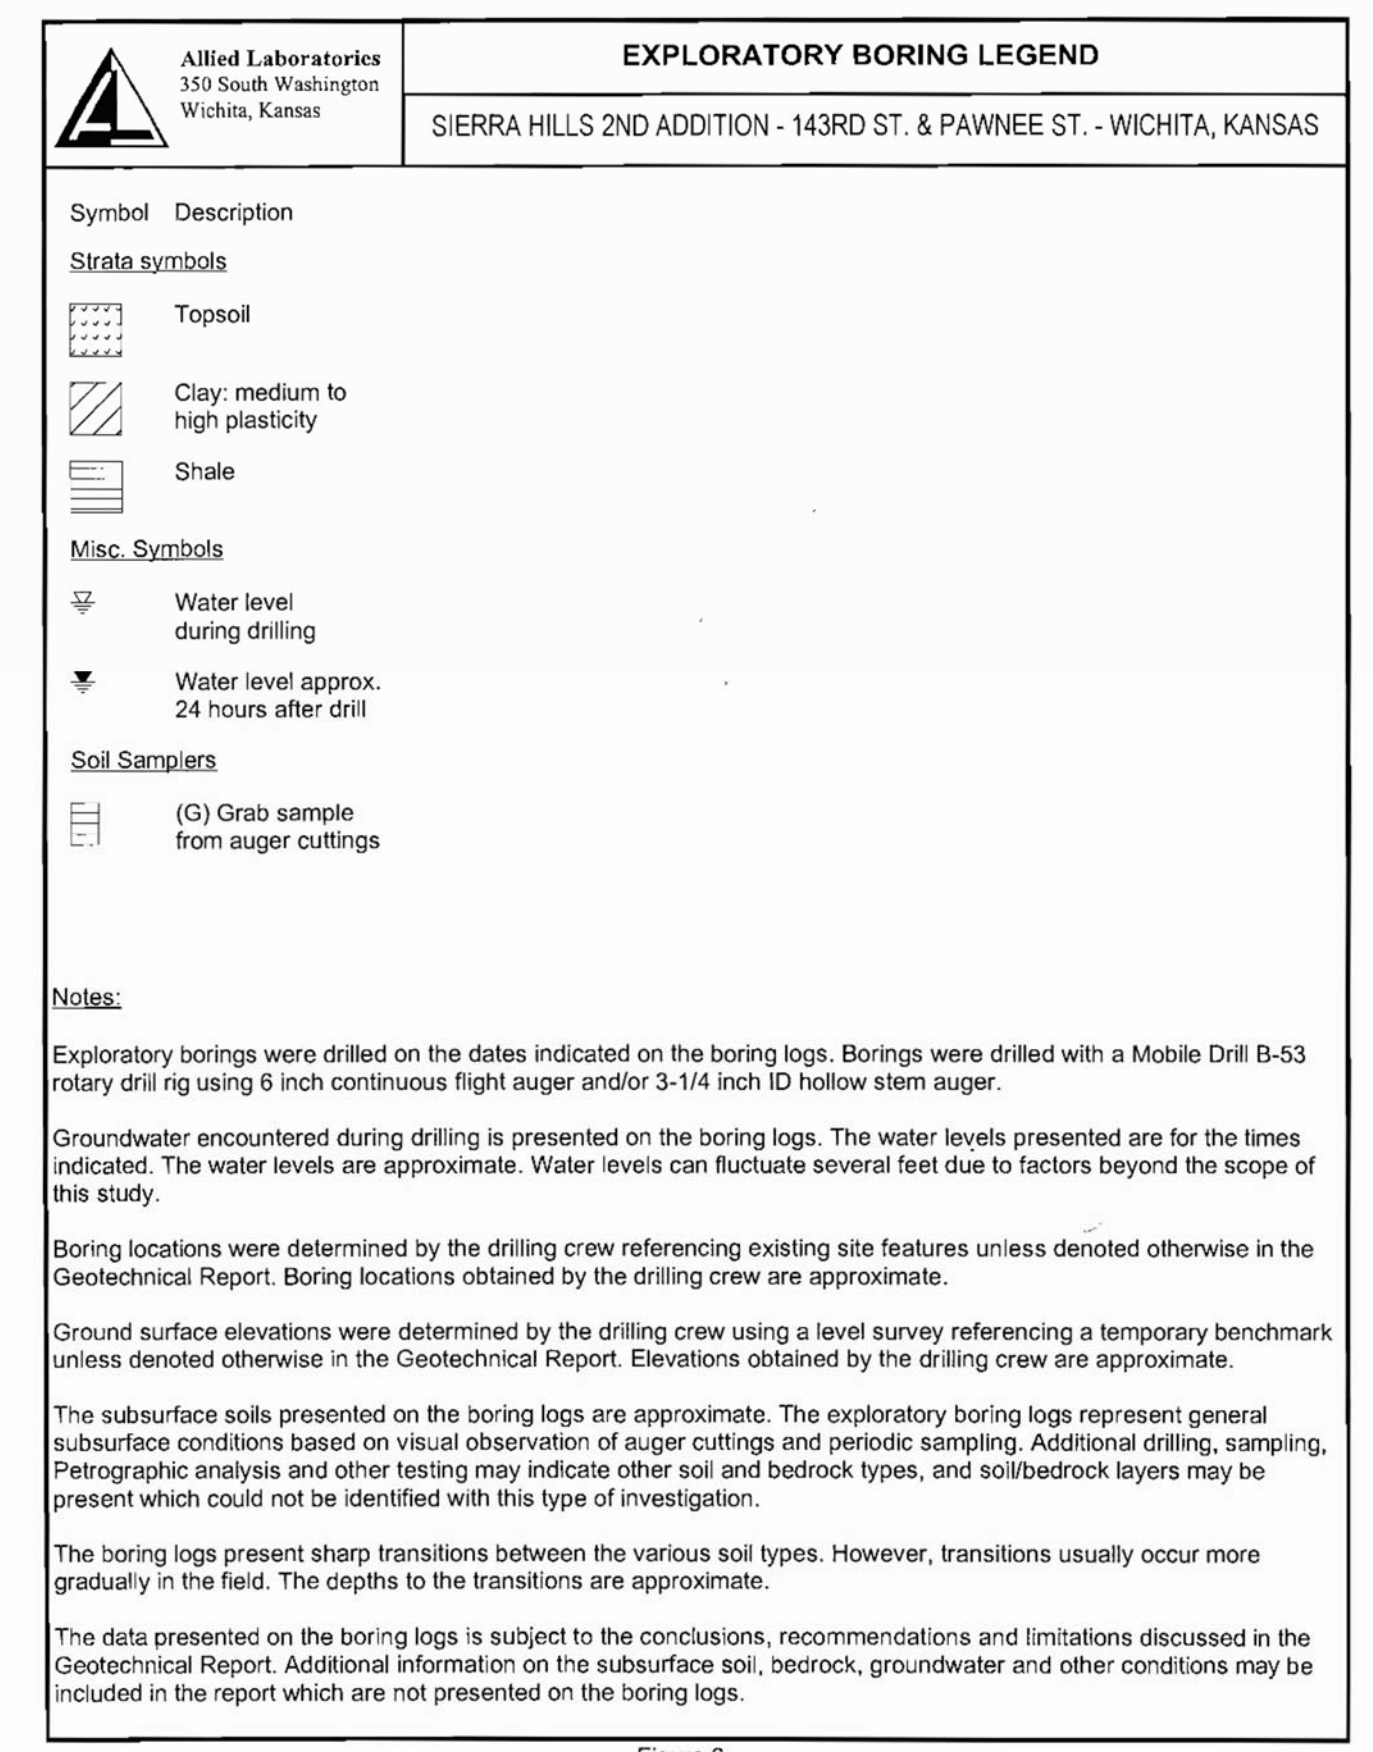 Allied Laboratories
350 South Washington
Wichita, Kansas
EXPLORATORY BORING LEGEND
SIERRA HILLS 2ND ADDITION - 143RD ST. & PAWNEE ST. - WICHITA, KANSAS
Symbol Description
Strata symbols
Topsoil
Clay: medium to
high plasticity
Shale
Misc. Symbols
Water level
during drilling
Water level approx.
24 hours after drill
Soil Samplers
(G) Grab sample
from auger cuttings
Notes:
Exploratory borings were drilled on the dates indicated on the boring logs. Borings were drilled with a Mobile Drill B-53
rotary drill rig using 6 inch continuous flight auger and/or 3-1/4 inch ID hollow stem auger.
Groundwater encountered during drilling is presented on the boring logs. The water levels presented are for the times
indicated. The water levels are approximate. Water levels can fluctuate several feet due to factors beyond the scope of
this study.
Boring locations were determined by the drilling crew referencing existing site features unless denoted otherwise in the
Geotechnical Report. Boring locations obtained by the drilling crew are approximate.
Ground surface elevations were determined by the drilling crew using a level survey referencing a temporary benchmark
unless denoted otherwise in the Geotechnical Report. Elevations obtained by the drilling crew are approximate.
The subsurface soils presented on the boring logs are approximate. The exploratory boring logs represent general
subsurface conditions based on visual observation of auger cuttings and periodic sampling. Additional drilling, sampling,
Petrographic analysis and other testing may indicate other soil and bedrock types, and soil/bedrock layers may be
present which could not be identified with this type of investigation.
The boring logs present sharp transitions between the various soil types. However, transitions usually occur more
gradually in the field. The depths to the transitions are approximate.
The data presented on the boring logs is subject to the conclusions, recommendations and limitations discussed in the
Geotechnical Report. Additional information on the subsurface soil, bedrock, groundwater and other conditions may be
included in the report which are not presented on the boring logs.